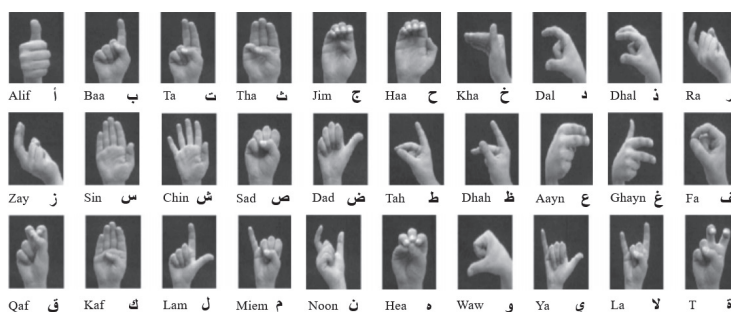 Alif أ Baa ب Ta ت Tha ث Jim ج Haa ح Kha خ Dal د Dhal ذ Ra ر
Zay ز Sin س Chin ش Sad ص Dad ض Tah ط Dhah ظ Aayn ع Ghayn غ Fa ف
Qaf ق Kaf ك Lam ل Miem م Noon ن Hea ه Waw و Ya ي La لا T ة